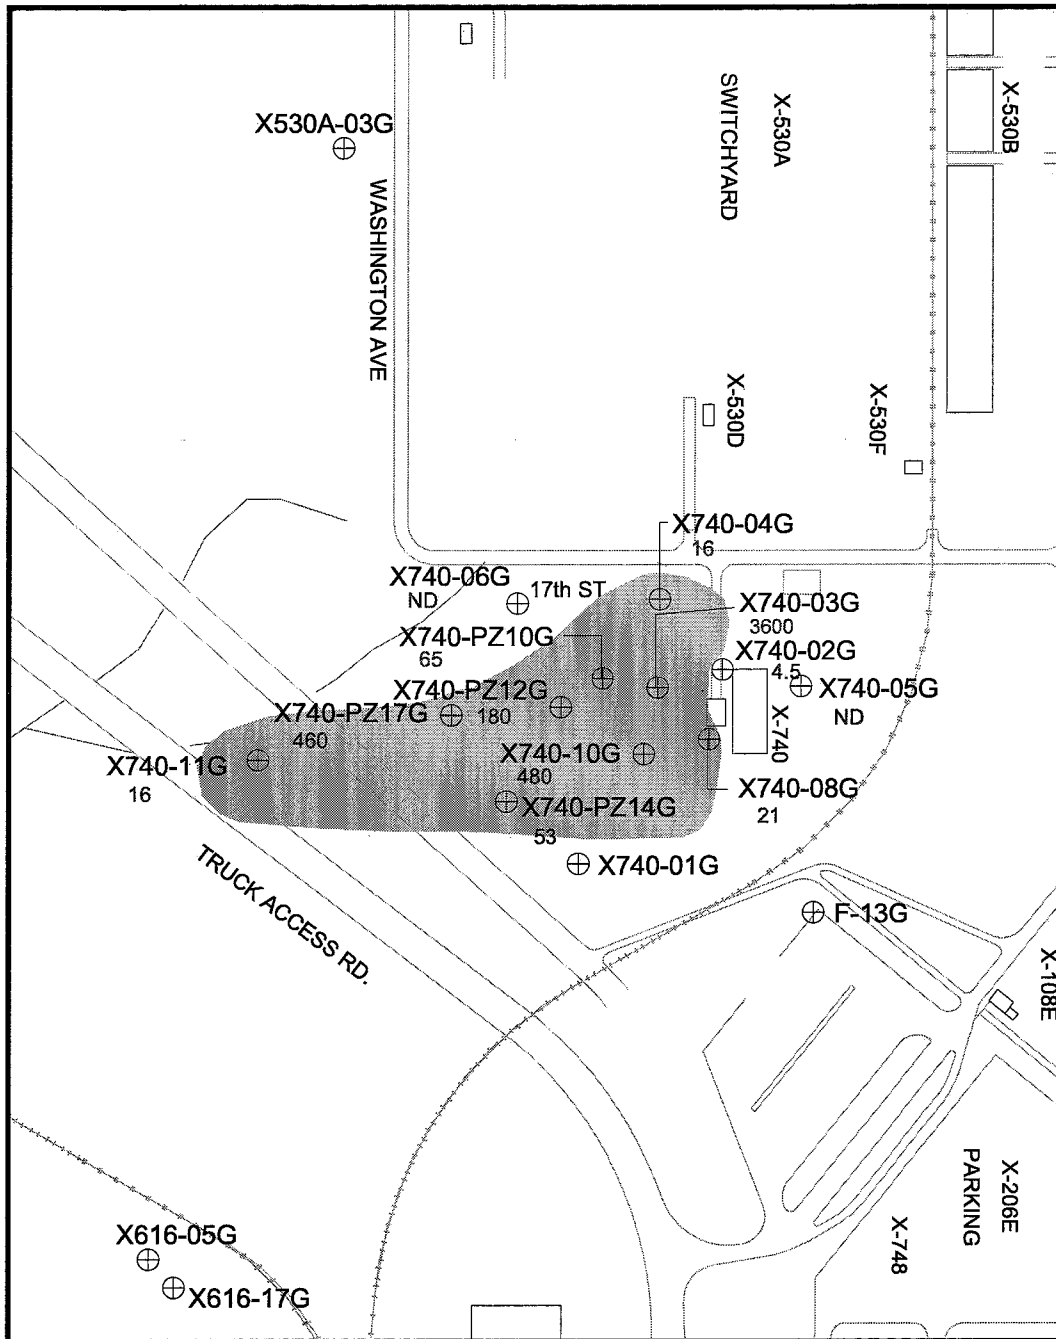 X-530B
X-530A
SWITCHYARD
X530A-03G
WASHINGTON AVE
X-530D
X-530F
X740-04G
16
X740-06G
ND
17th ST
X740-03G
3600
X740-PZ10G
65
X740-02G
4.5
X740-05G
ND
X740-PZ12G
180
X740-PZ17G
460
X-740
X740-10G
480
X740-11G
16
X740-08G
21
X740-PZ14G
53
X740-01G
TRUCK ACCESS RD.
F-13G
X-108E
X-206E
PARKING
X-748
X616-05G
X616-17G